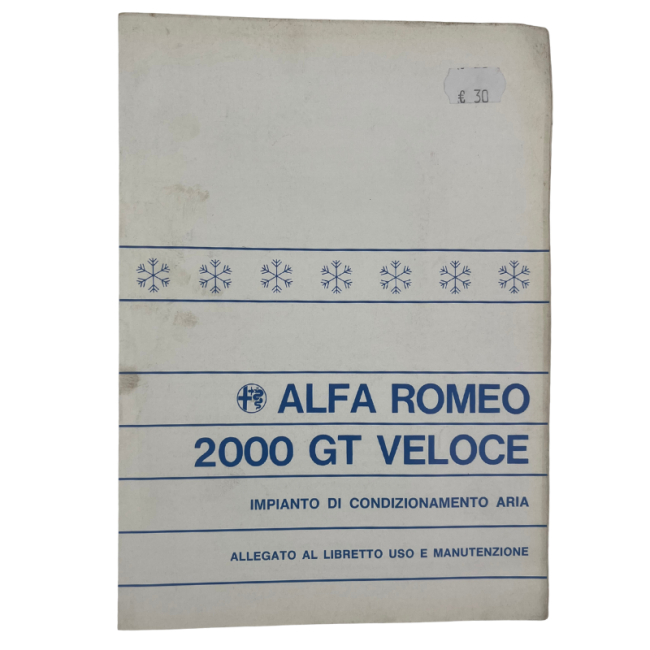 € 30
ALFA ROMEO
2000 GT VELOCE
IMPIANTO DI CONDIZIONAMENTO ARIA
ALLEGATO AL LIBRETTO USO E MANUTENZIONE